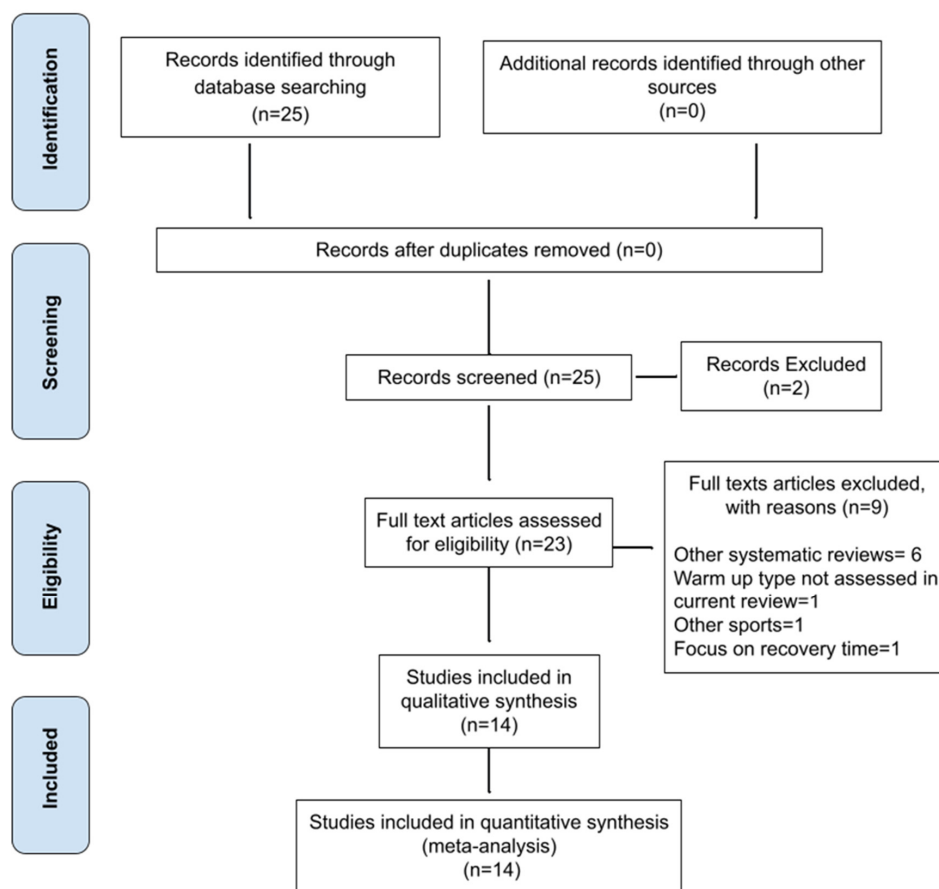 Identification
Records identified through
database searching
(n=25)
Additional records identified through other
sources
(n=0)
Screening
Records after duplicates removed (n=0)
Records screened (n=25)
Records Excluded
(n=2)
Eligibility
Full text articles assessed
for eligibility (n=23)
Full texts articles excluded,
with reasons (n=9)
Other systematic reviews= 6
Warm up type not assessed in
current review=1
Other sports=1
Focus on recovery time=1
Included
Studies included in
qualitative synthesis
(n=14)
Studies included in quantitative synthesis
(meta-analysis)
(n=14)